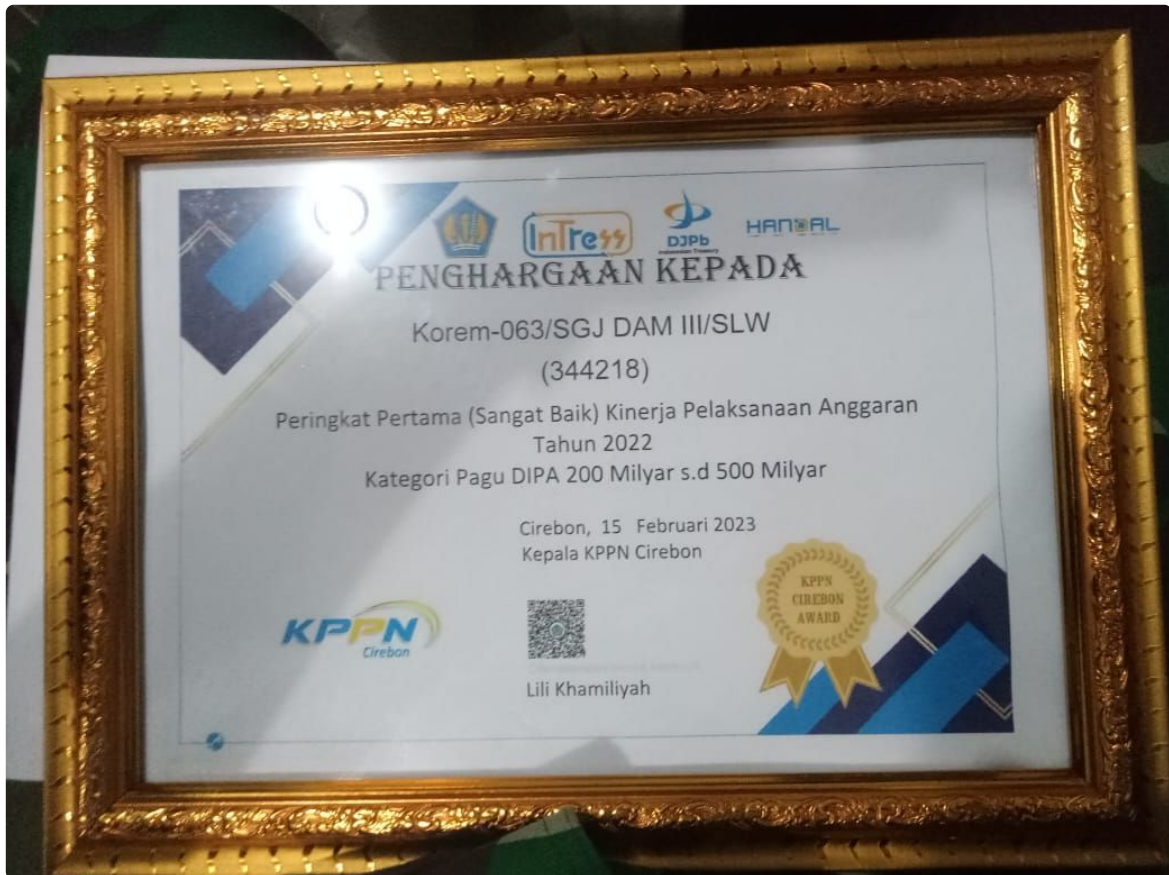 InTress
DJPb
HANDAL
PENGHARGAAN KEPADA
Korem-063/SGJ DAM III/SLW
(344218)
Peringkat Pertama (Sangat Baik) Kinerja Pelaksanaan Anggaran
Tahun 2022
Kategori Pagu DIPA 200 Milyar s.d 500 Milyar
Cirebon, 15 Februari 2023
Kepala KPPN Cirebon
KPPN
CIREBON
AWARD
KPPN
Cirebon
Lili Khamiliyah